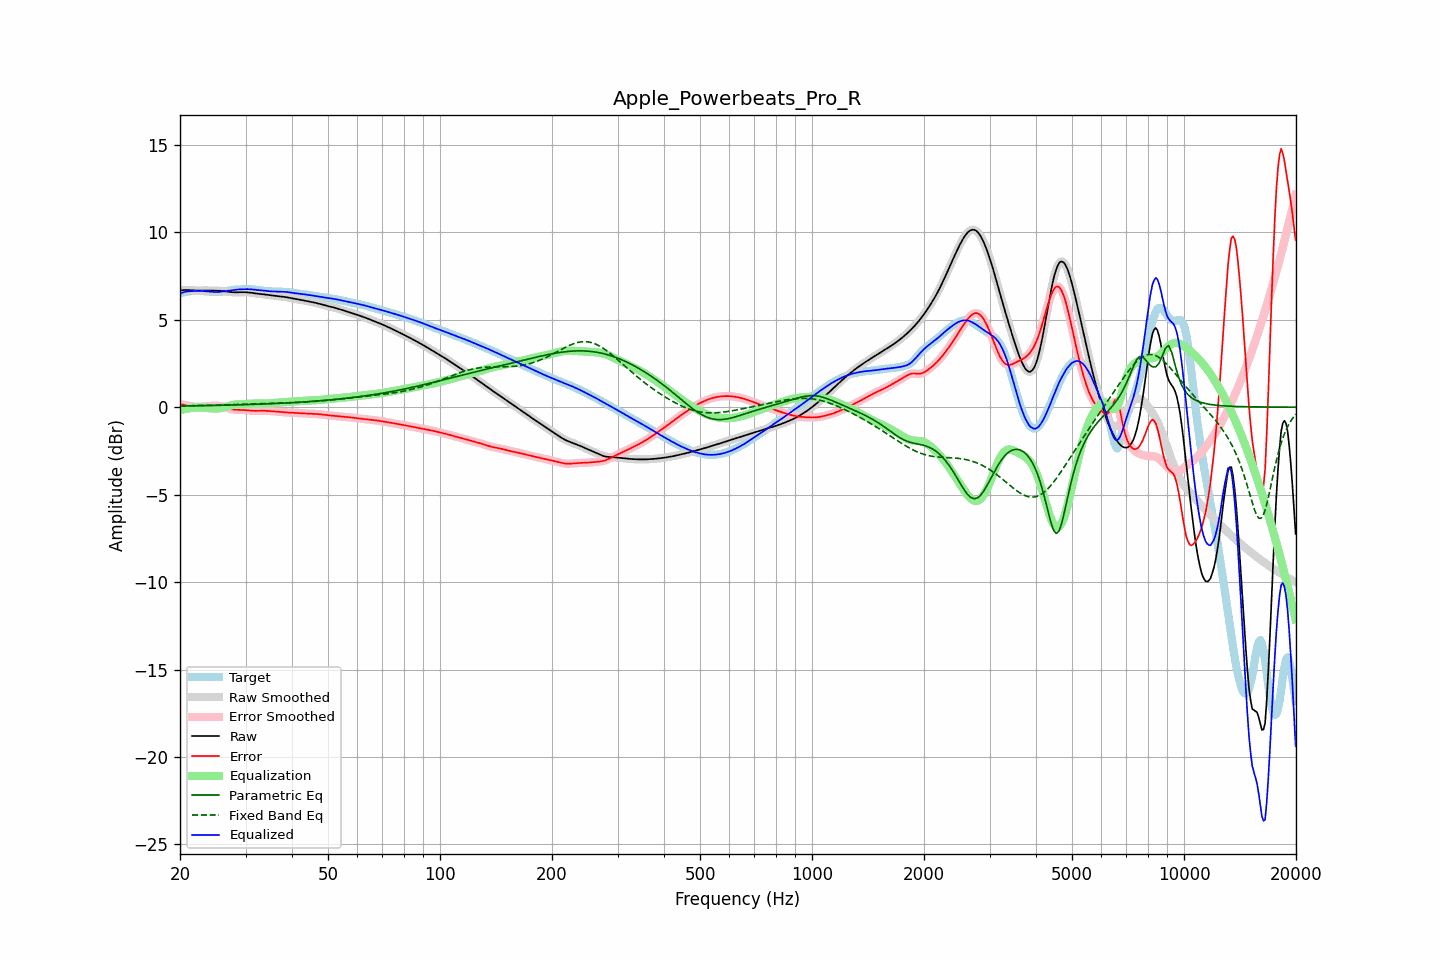 Apple_Powerbeats_Pro_R
15
10
5
0
−5
−10
−15
−20
−25
Amplitude (dBr)
Target
Raw Smoothed
Error Smoothed
Raw
Error
Equalization
Parametric Eq
Fixed Band Eq
Equalized
20 50 100 200 500 1000 2000 5000 10000 20000
Frequency (Hz)